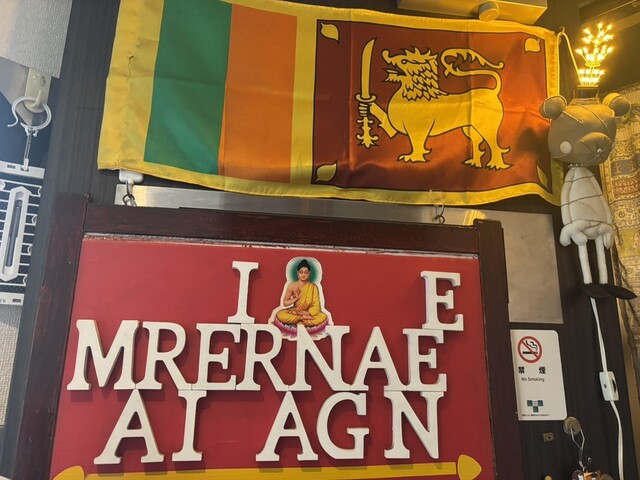 I E
MRERNAE
AI AGN
禁煙
No Smoking